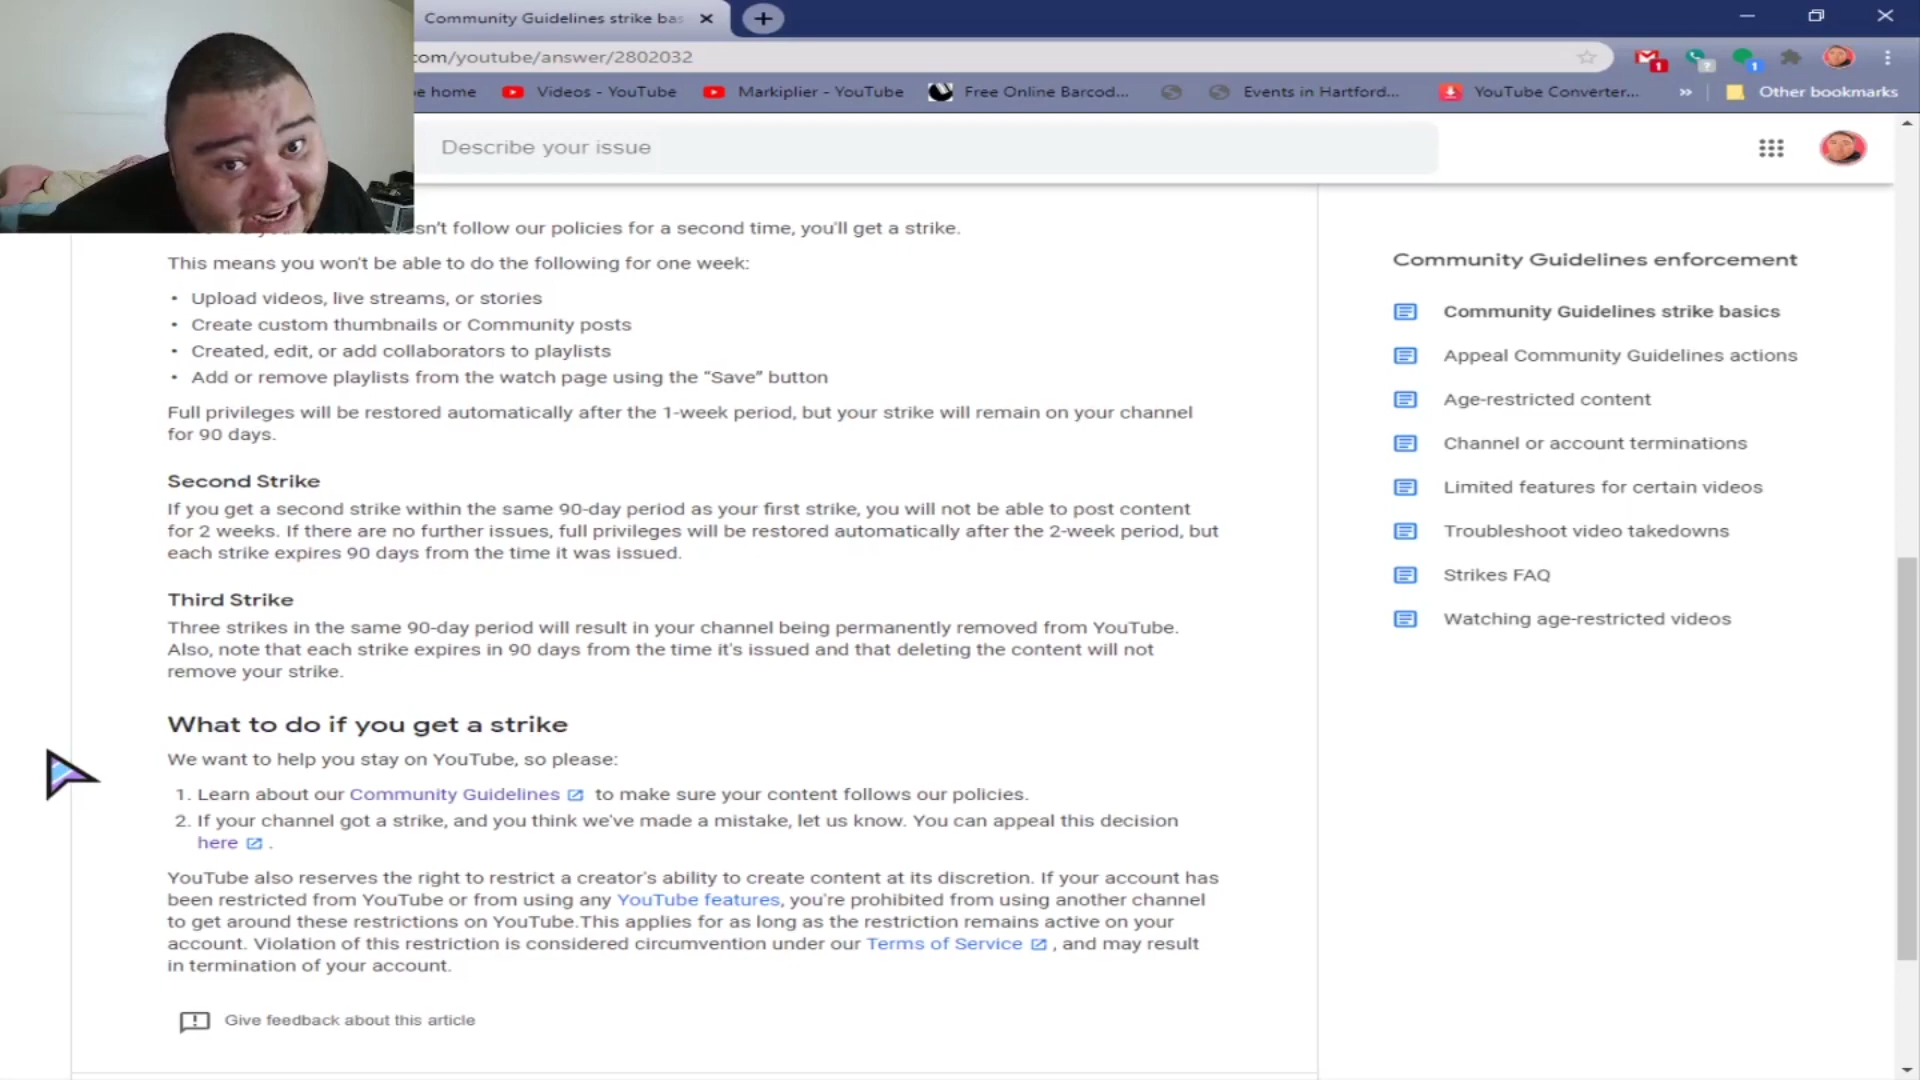 Community Guidelines strike bas
com/youtube/answer/2802032
1
?
1
e home
Videos - YouTube
Markiplier - YouTube
Free Online Barcod...
Events in Hartford...
YouTube Converter...
»
Other bookmarks
Describe your issue
sn't follow our policies for a second time, you'll get a strike.
This means you won't be able to do the following for one week:
• Upload videos, live streams, or stories
• Create custom thumbnails or Community posts
• Created, edit, or add collaborators to playlists
• Add or remove playlists from the watch page using the “Save” button
Full privileges will be restored automatically after the 1-week period, but your strike will remain on your channel
for 90 days.
Second Strike
If you get a second strike within the same 90-day period as your first strike, you will not be able to post content
for 2 weeks. If there are no further issues, full privileges will be restored automatically after the 2-week period, but
each strike expires 90 days from the time it was issued.
Third Strike
Three strikes in the same 90-day period will result in your channel being permanently removed from YouTube.
Also, note that each strike expires in 90 days from the time it's issued and that deleting the content will not
remove your strike.
What to do if you get a strike
We want to help you stay on YouTube, so please:
1. Learn about our Community Guidelines to make sure your content follows our policies.
2. If your channel got a strike, and you think we've made a mistake, let us know. You can appeal this decision
here .
YouTube also reserves the right to restrict a creator's ability to create content at its discretion. If your account has
been restricted from YouTube or from using any YouTube features, you're prohibited from using another channel
to get around these restrictions on YouTube.This applies for as long as the restriction remains active on your
account. Violation of this restriction is considered circumvention under our Terms of Service , and may result
in termination of your account.
Give feedback about this article
Community Guidelines enforcement
Community Guidelines strike basics
Appeal Community Guidelines actions
Age-restricted content
Channel or account terminations
Limited features for certain videos
Troubleshoot video takedowns
Strikes FAQ
Watching age-restricted videos